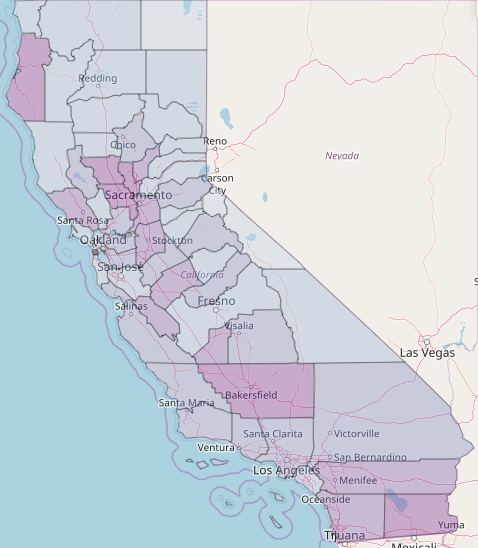 Redding
Chico
Reno
Nevada
Carson
City
Sacramento
Santa Rosa
Oakland
Stockton
San José
California
Salinas
Fresno
Visalia
Las Vegas
Bakersfield
Santa Maria
Santa Clarita
Victorville
Ventura
San Bernardino
Los Angeles
Menifee
Oceanside
Yuma
Tijuana
Mexicali